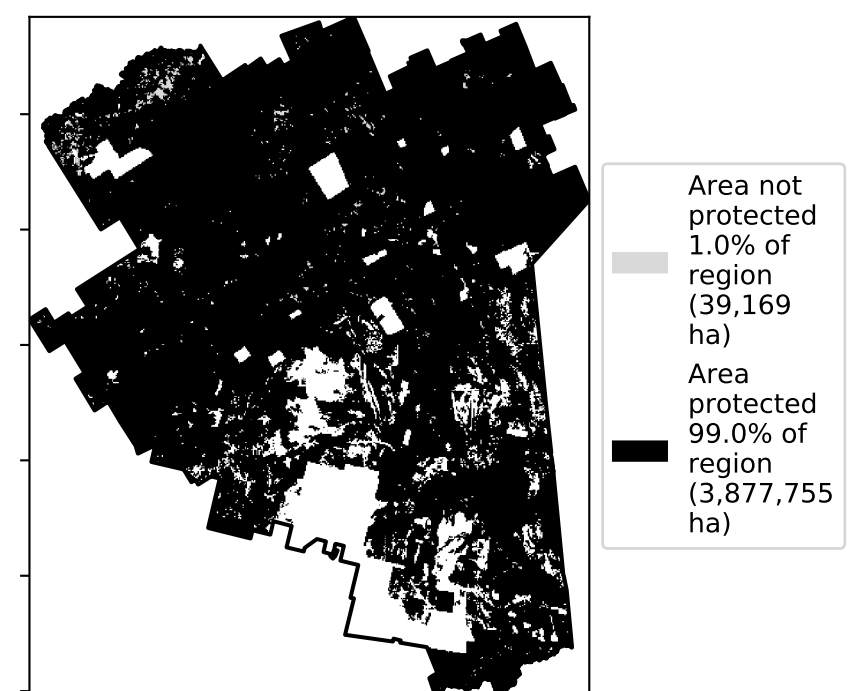 Area not
protected
1.0% of
region
(39,169
ha)
Area
protected
99.0% of
region
(3,877,755
ha)